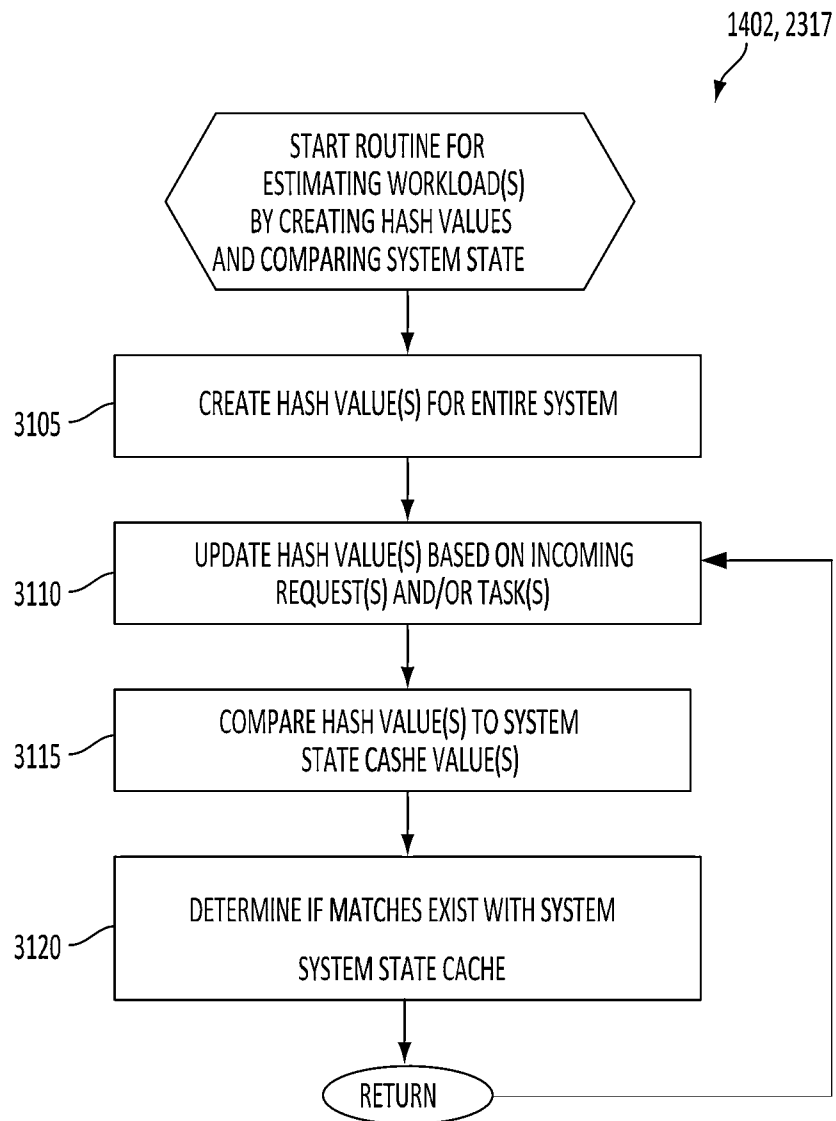 1402, 2317
START ROUTINE FOR
ESTIMATING WORKLOAD(S)
BY CREATING HASH VALUES
AND COMPARING SYSTEM STATE
3105
CREATE HASH VALUE(S) FOR ENTIRE SYSTEM
3110
UPDATE HASH VALUE(S) BASED ON INCOMING
REQUEST(S) AND/OR TASK(S)
3115
COMPARE HASH VALUE(S) TO SYSTEM
STATE CASHE VALUE(S)
3120
DETERMINE IF MATCHES EXIST WITH SYSTEM
SYSTEM STATE CACHE
RETURN